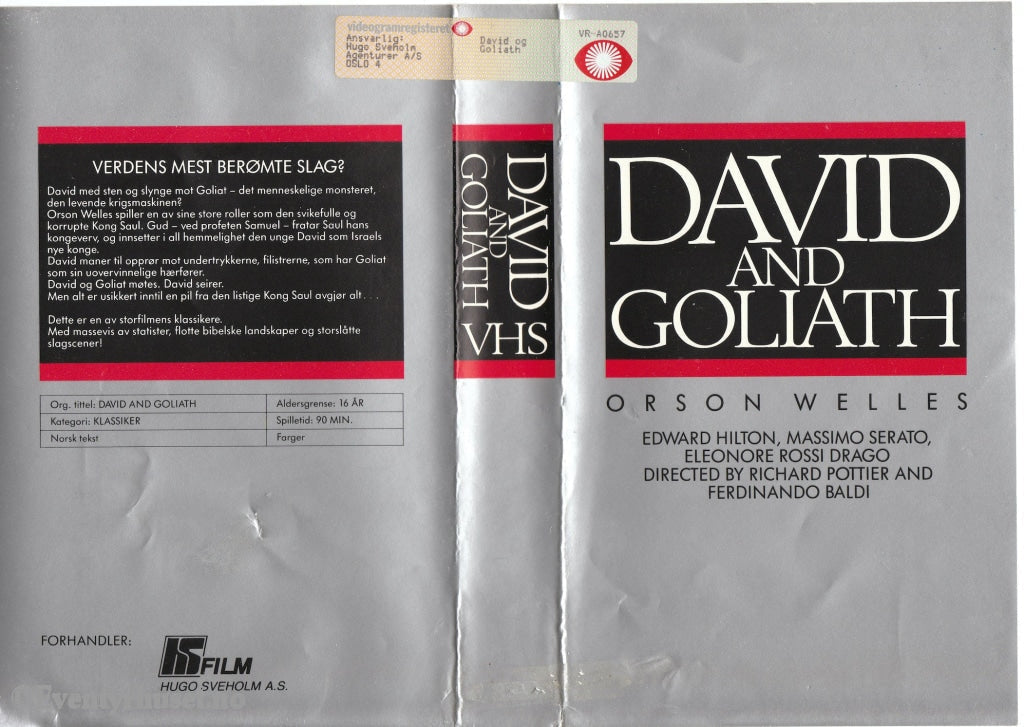 videogramregisteret
Ansvarlig:
Hugo Sveholm
Agenturer A/S
OSLO 4
David og
Goliath
VR-A0657
VERDENS MEST BERØMTE SLAG?
David med sten og slynge mot Goliat – det menneskelige monsteret,
den levende krigsmaskinen?
Orson Welles spiller en av sine store roller som den svikefulle og
korrupte Kong Saul. Gud – ved profeten Samuel – fratar Saul hans
kongeverv, og innsetter i all hemmelighet den unge David som Israels
nye konge.
David maner til opprør mot undertrykkerne, filistrerne, som har Goliat
som sin uovervinnelige hærfører.
David og Goliat møtes. David seirer.
Men alt er usikkert inntil en pil fra den listige Kong Saul avgjør alt . . .
Dette er en av storfilmens klassikere.
Med massevis av statister, flotte bibelske landskaper og storslåtte
slagscener!
Org. tittel: DAVID AND GOLIATH
Aldersgrense: 16 ÅR
Kategori: KLASSIKER
Spilletid: 90 MIN.
Norsk tekst
Farger
FORHANDLER:
HS FILM
HUGO SVEHOLM A.S.
©Eventyrhuset.no
DAVID
AND
GOLIATH
VHS
DAVID
AND
GOLIATH
ORSON WELLES
EDWARD HILTON, MASSIMO SERATO,
ELEONORE ROSSI DRAGO
DIRECTED BY RICHARD POTTIER AND
FERDINANDO BALDI